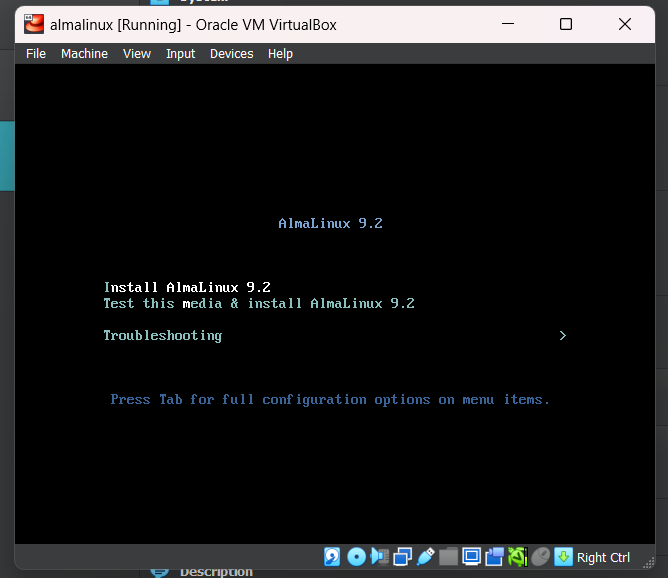 System
almalinux [Running] - Oracle VM VirtualBox
File Machine View Input Devices Help
AlmaLinux 9.2
Install AlmaLinux 9.2
Test this media & install AlmaLinux 9.2
Troubleshooting >
Press Tab for full configuration options on menu items.
Right Ctrl
Description